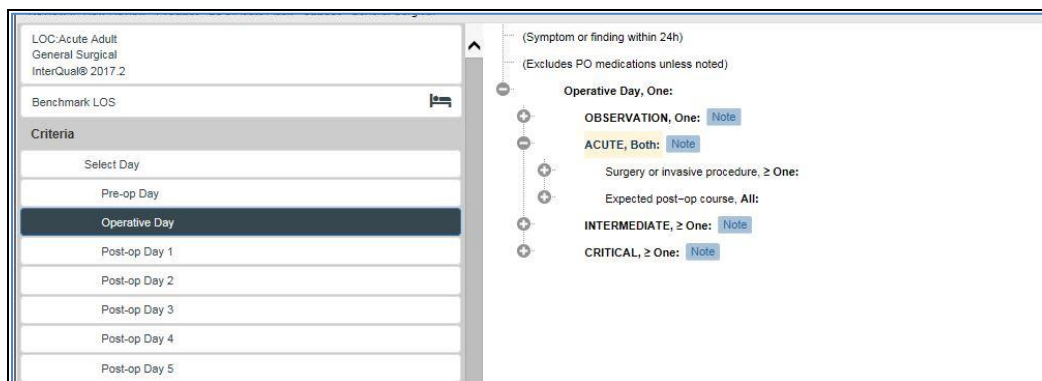 LOC:Acute Adult
General Surgical
InterQual® 2017.2
Benchmark LOS
Criteria
Select Day
Pre-op Day
Operative Day
Post-op Day 1
Post-op Day 2
Post-op Day 3
Post-op Day 4
Post-op Day 5
(Symptom or finding within 24h)
(Excludes PO medications unless noted)
Operative Day, One:
OBSERVATION, One: Note
ACUTE, Both: Note
Surgery or invasive procedure, ≥ One:
Expected post-op course, All:
INTERMEDIATE, ≥ One: Note
CRITICAL, ≥ One: Note